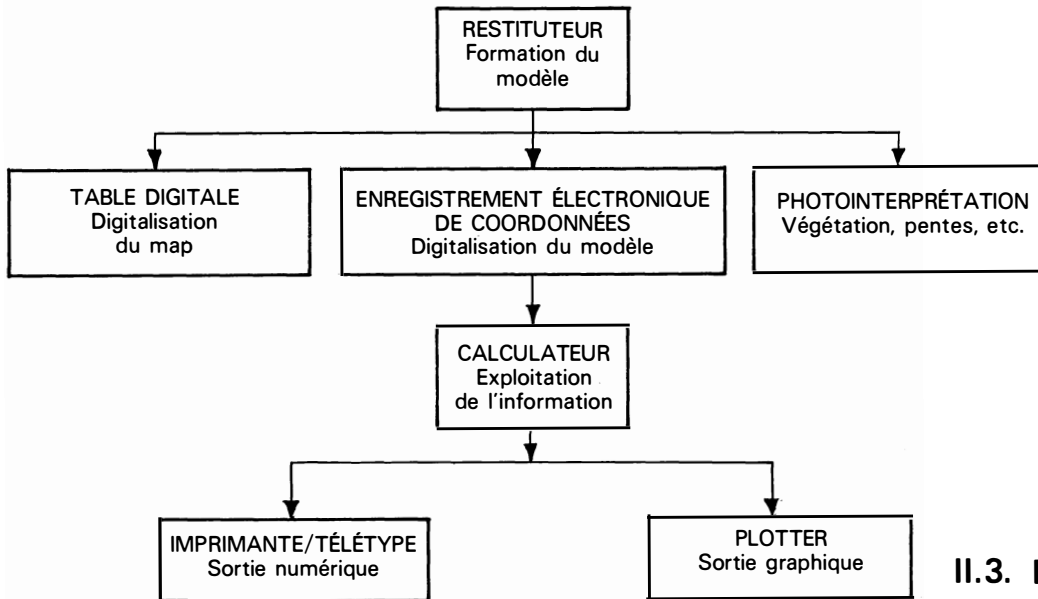 RESTITUTEUR
Formation du
modèle
TABLE DIGITALE
Digitalisation
du map
ENREGISTREMENT ÉLECTRONIQUE
DE COORDONNÉES
Digitalisation du modèle
PHOTOINTERPRÉTATION
Végétation, pentes, etc.
CALCULATEUR
Exploitation
de l'information
IMPRIMANTE/TÉLÉTYPE
Sortie numérique
PLOTTER
Sortie graphique
II.3.